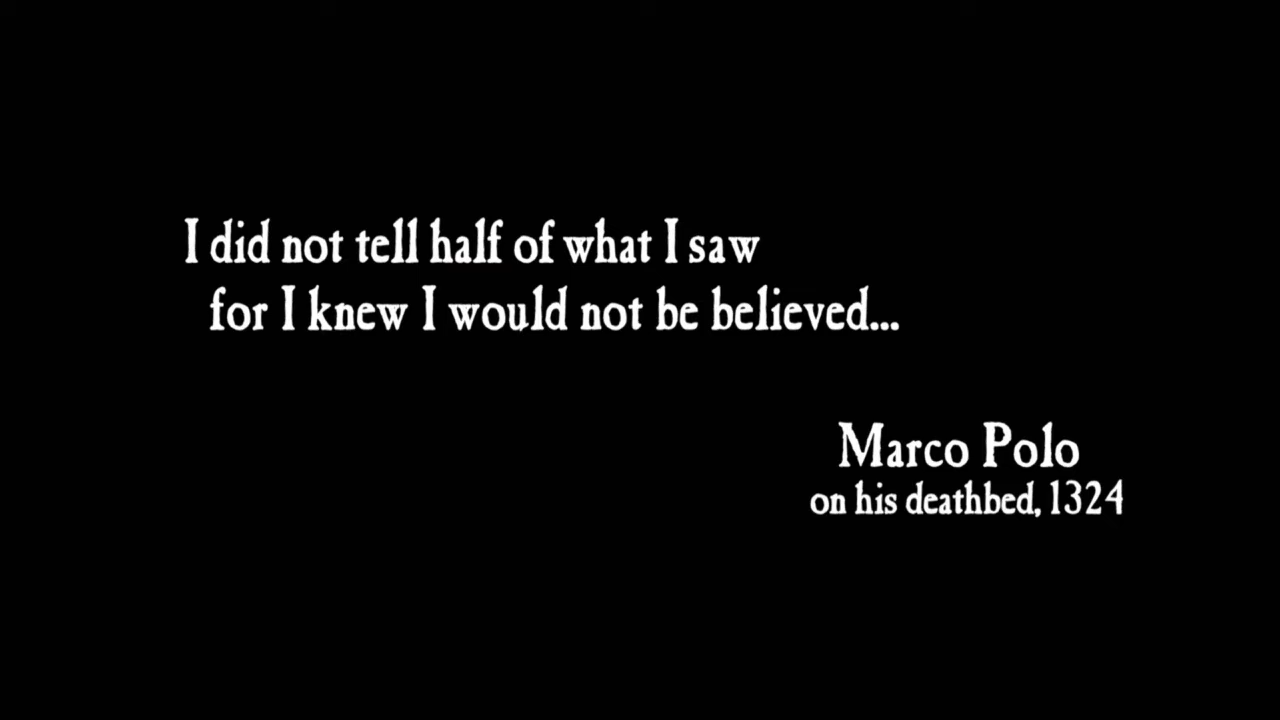 I did not tell half of what I saw
for I knew I would not be believed...
Marco Polo
on his deathbed, 1324